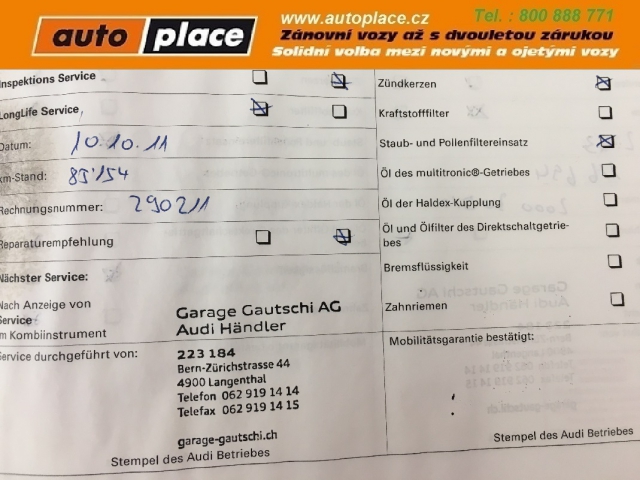 auto place
www.autoplace.cz
Tel. : 800 888 771
Zánovní vozy až s dvouletou zárukou
Solidní volba mezi novými a ojetými vozy
Inspektions Service
LongLife Service
Datum: 10.10.11
km-Stand: 85'154
Rechnungsnummer: 290211
Reparaturempfehlung
Nächster Service:
Nach Anzeige von
Service
im Kombiinstrument
Garage Gautschi AG
Audi Händler
Service durchgeführt von:
223 184
Bern-Zürichstrasse 44
4900 Langenthal
Telefon 062 919 14 14
Telefax 062 919 14 15
garage-gautschi.ch
Stempel des Audi Betriebes
Zündkerzen
Kraftstofffilter
Staub- und Pollenfiltereinsatz
Öl des multitronic®-Getriebes
Öl der Haldex-Kupplung
Öl und Ölfilter des Direktschaltgetrie-
bes
Bremsflüssigkeit
Zahnriemen
Mobilitätsgarantie bestätigt:
Stempel des Audi Betriebes